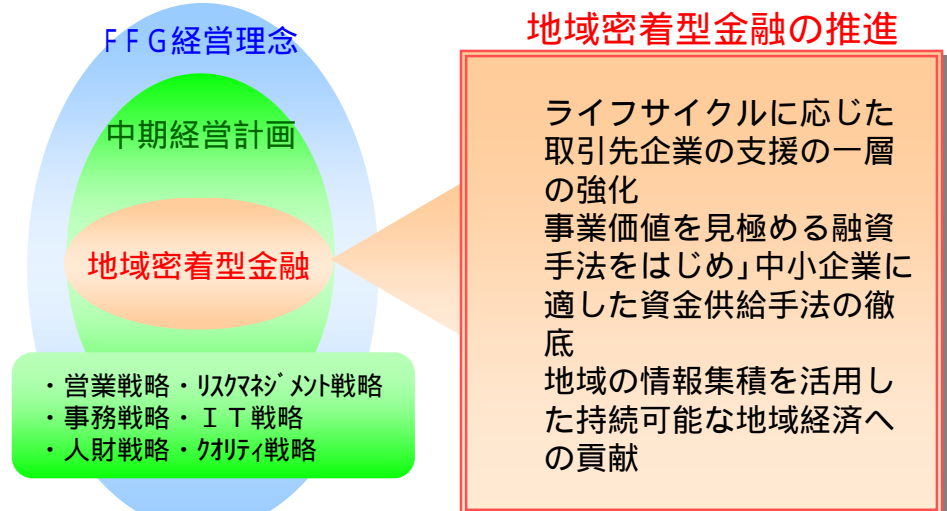 FFG経営理念
中期経営計画
地域密着型金融
・営業戦略・ﾘｽｸﾏﾈｼﾞﾒﾝﾄ戦略
・事務戦略・IT戦略
・人財戦略・ｸｵﾘﾃｨ戦略
地域密着型金融の推進
ライフサイクルに応じた
取引先企業の支援の一層
の強化
事業価値を見極める融資
手法をはじめ」中小企業に
適した資金供給手法の徹
底
地域の情報集積を活用し
た持続可能な地域経済へ
の貢献